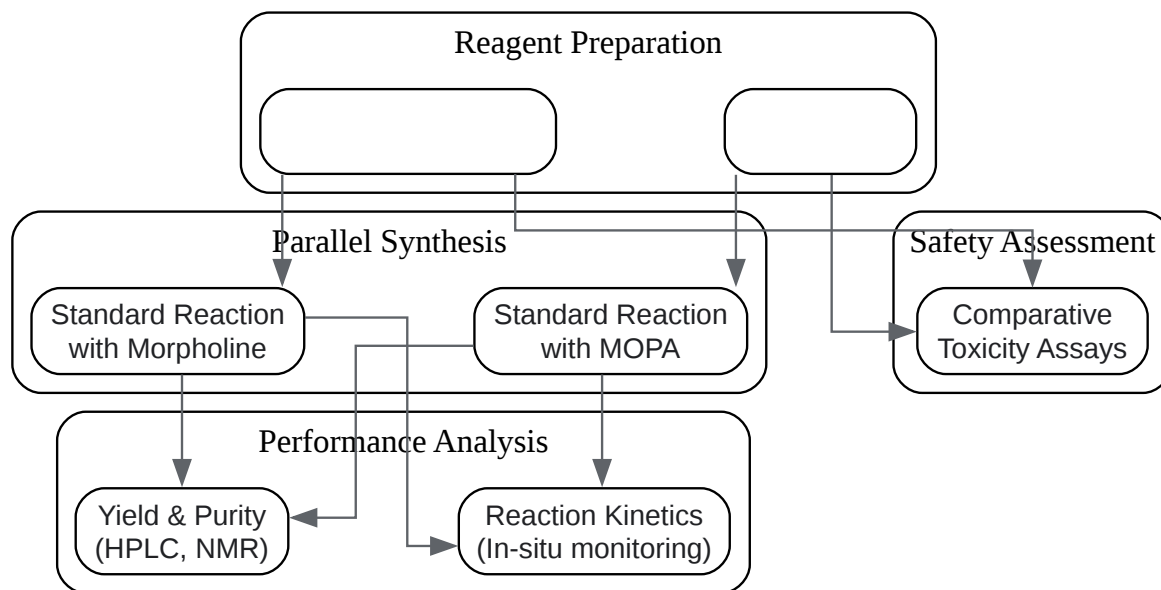 Reagent Preparation
Parallel Synthesis
Safety Assessment
Standard Reaction
with Morpholine
Standard Reaction
with MOPA
Comparative
Toxicity Assays
Performance Analysis
Yield & Purity
(HPLC, NMR)
Reaction Kinetics
(In-situ monitoring)